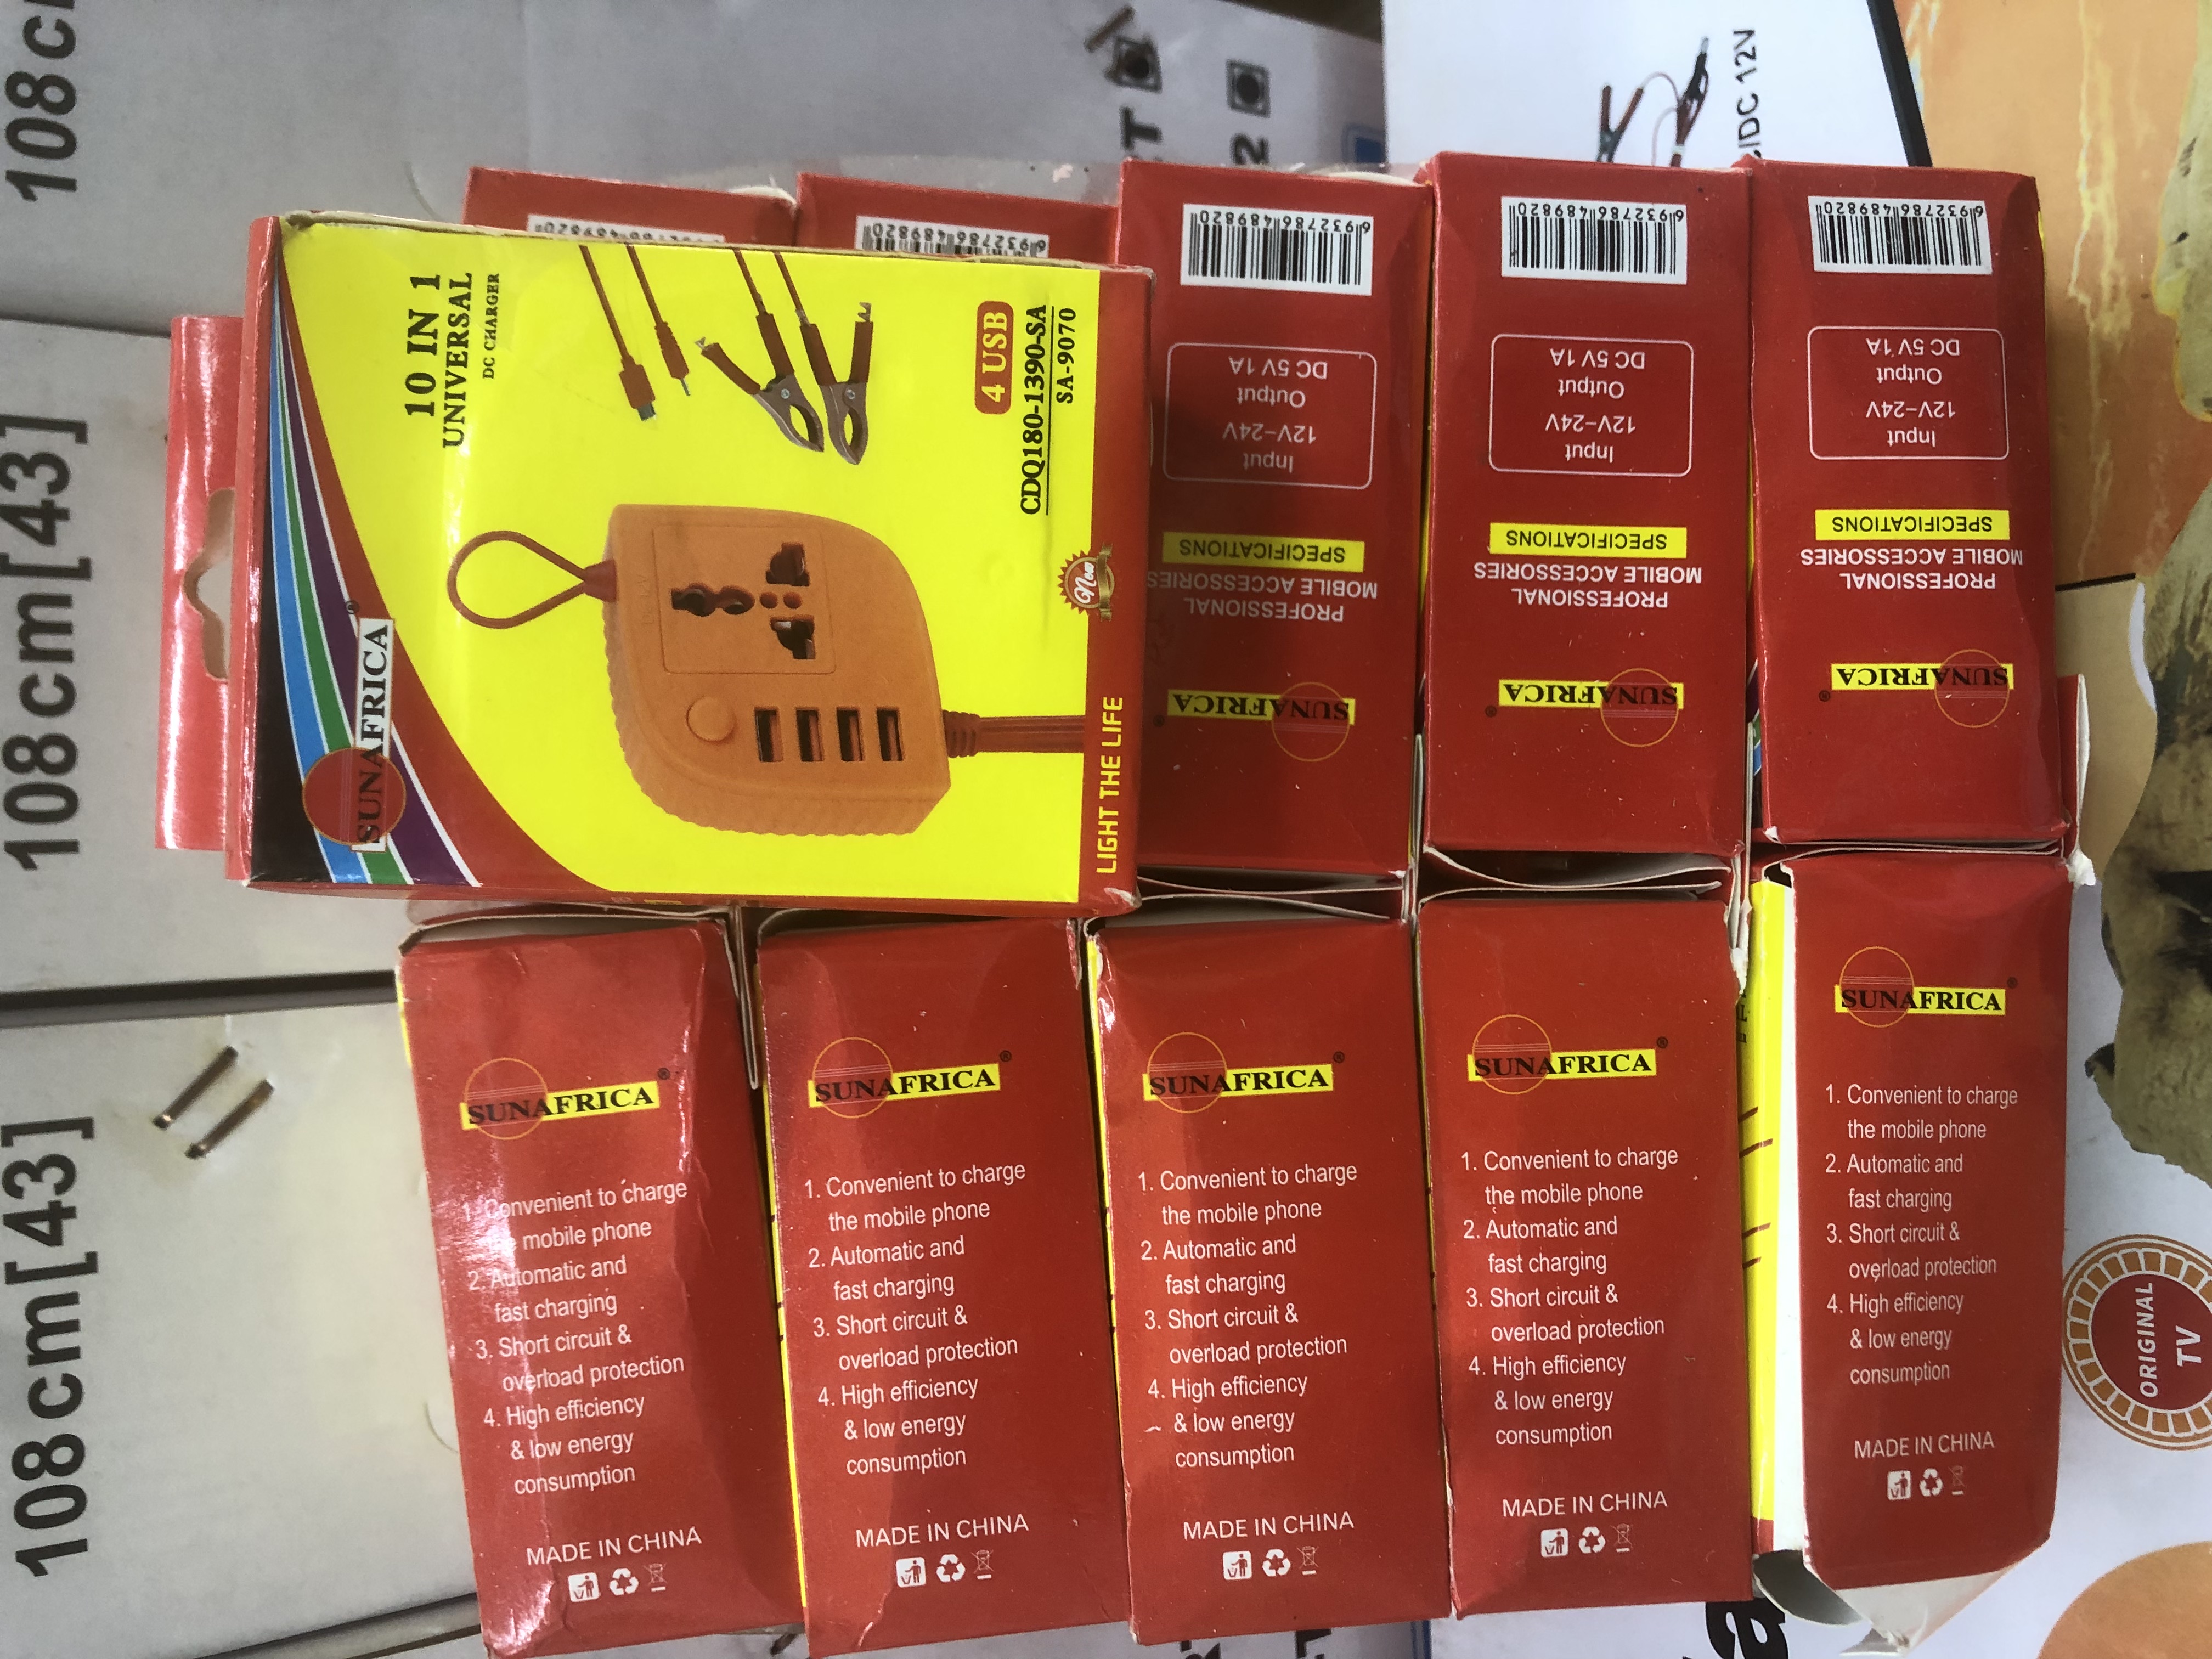 108 cm[43]
108 cm[43]
108 c
SUNAFRICA®
10 IN 1
UNIVERSAL
DC CHARGER
4 USB
CDQ180-1390-SA
SA-9070
New
LIGHT THE LIFE
SUNAFRICA®
1. Convenient to charge
mobile phone
2. Automatic and
fast charging
3. Short circuit &
overload protection
4. High efficiency
& low energy
consumption
MADE IN CHINA
SUNAFRICA®
1. Convenient to charge
the mobile phone
2. Automatic and
fast charging
3. Short circuit &
overload protection
4. High efficiency
& low energy
consumption
MADE IN CHINA
6932786489820
SUNAFRICA®
1. Convenient to charge
the mobile phone
2. Automatic and
fast charging
3. Short circuit &
overload protection
4. High efficiency
& low energy
consumption
MADE IN CHINA
SUNAFRICA®
PROFESSIONAL
MOBILE ACCESSORIES
SPECIFICATIONS
Input
12V-24V
Output
DC 5V 1A
6932786489820
SUNAFRICA®
1. Convenient to charge
the mobile phone
2. Automatic and
fast charging
3. Short circuit &
overload protection
4. High efficiency
& low energy
consumption
MADE IN CHINA
SUNAFRICA®
PROFESSIONAL
MOBILE ACCESSORIES
SPECIFICATIONS
Input
12V-24V
Output
DC 5V 1A
6932786489820
SUNAFRICA®
1. Convenient to charge
the mobile phone
2. Automatic and
fast charging
3. Short circuit &
overload protection
4. High efficiency
& low energy
consumption
MADE IN CHINA
SUNAFRICA®
PROFESSIONAL
MOBILE ACCESSORIES
SPECIFICATIONS
Input
12V-24V
Output
DC 5V 1A
6932786489820
/DC 12V
ORIGINAL
TV